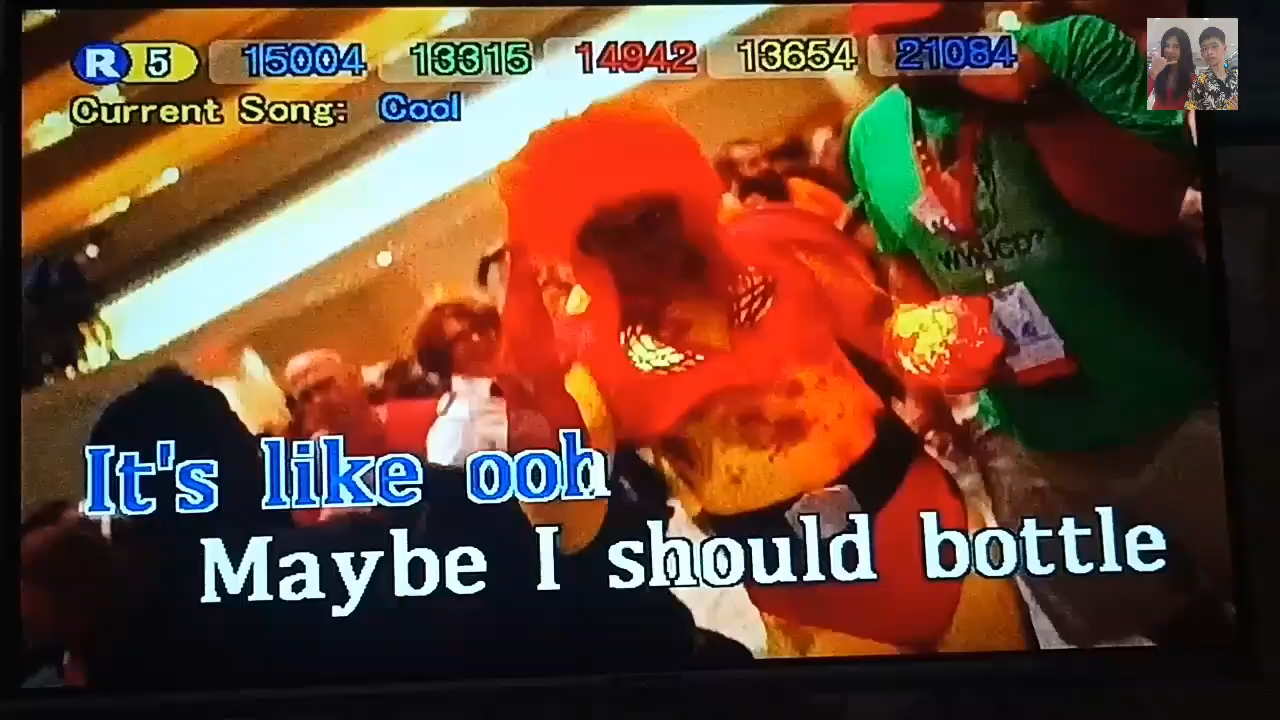 R 5 15004 13315 14942 13654 21084
Current Song: Cool
It's like ooh
Maybe I should bottle